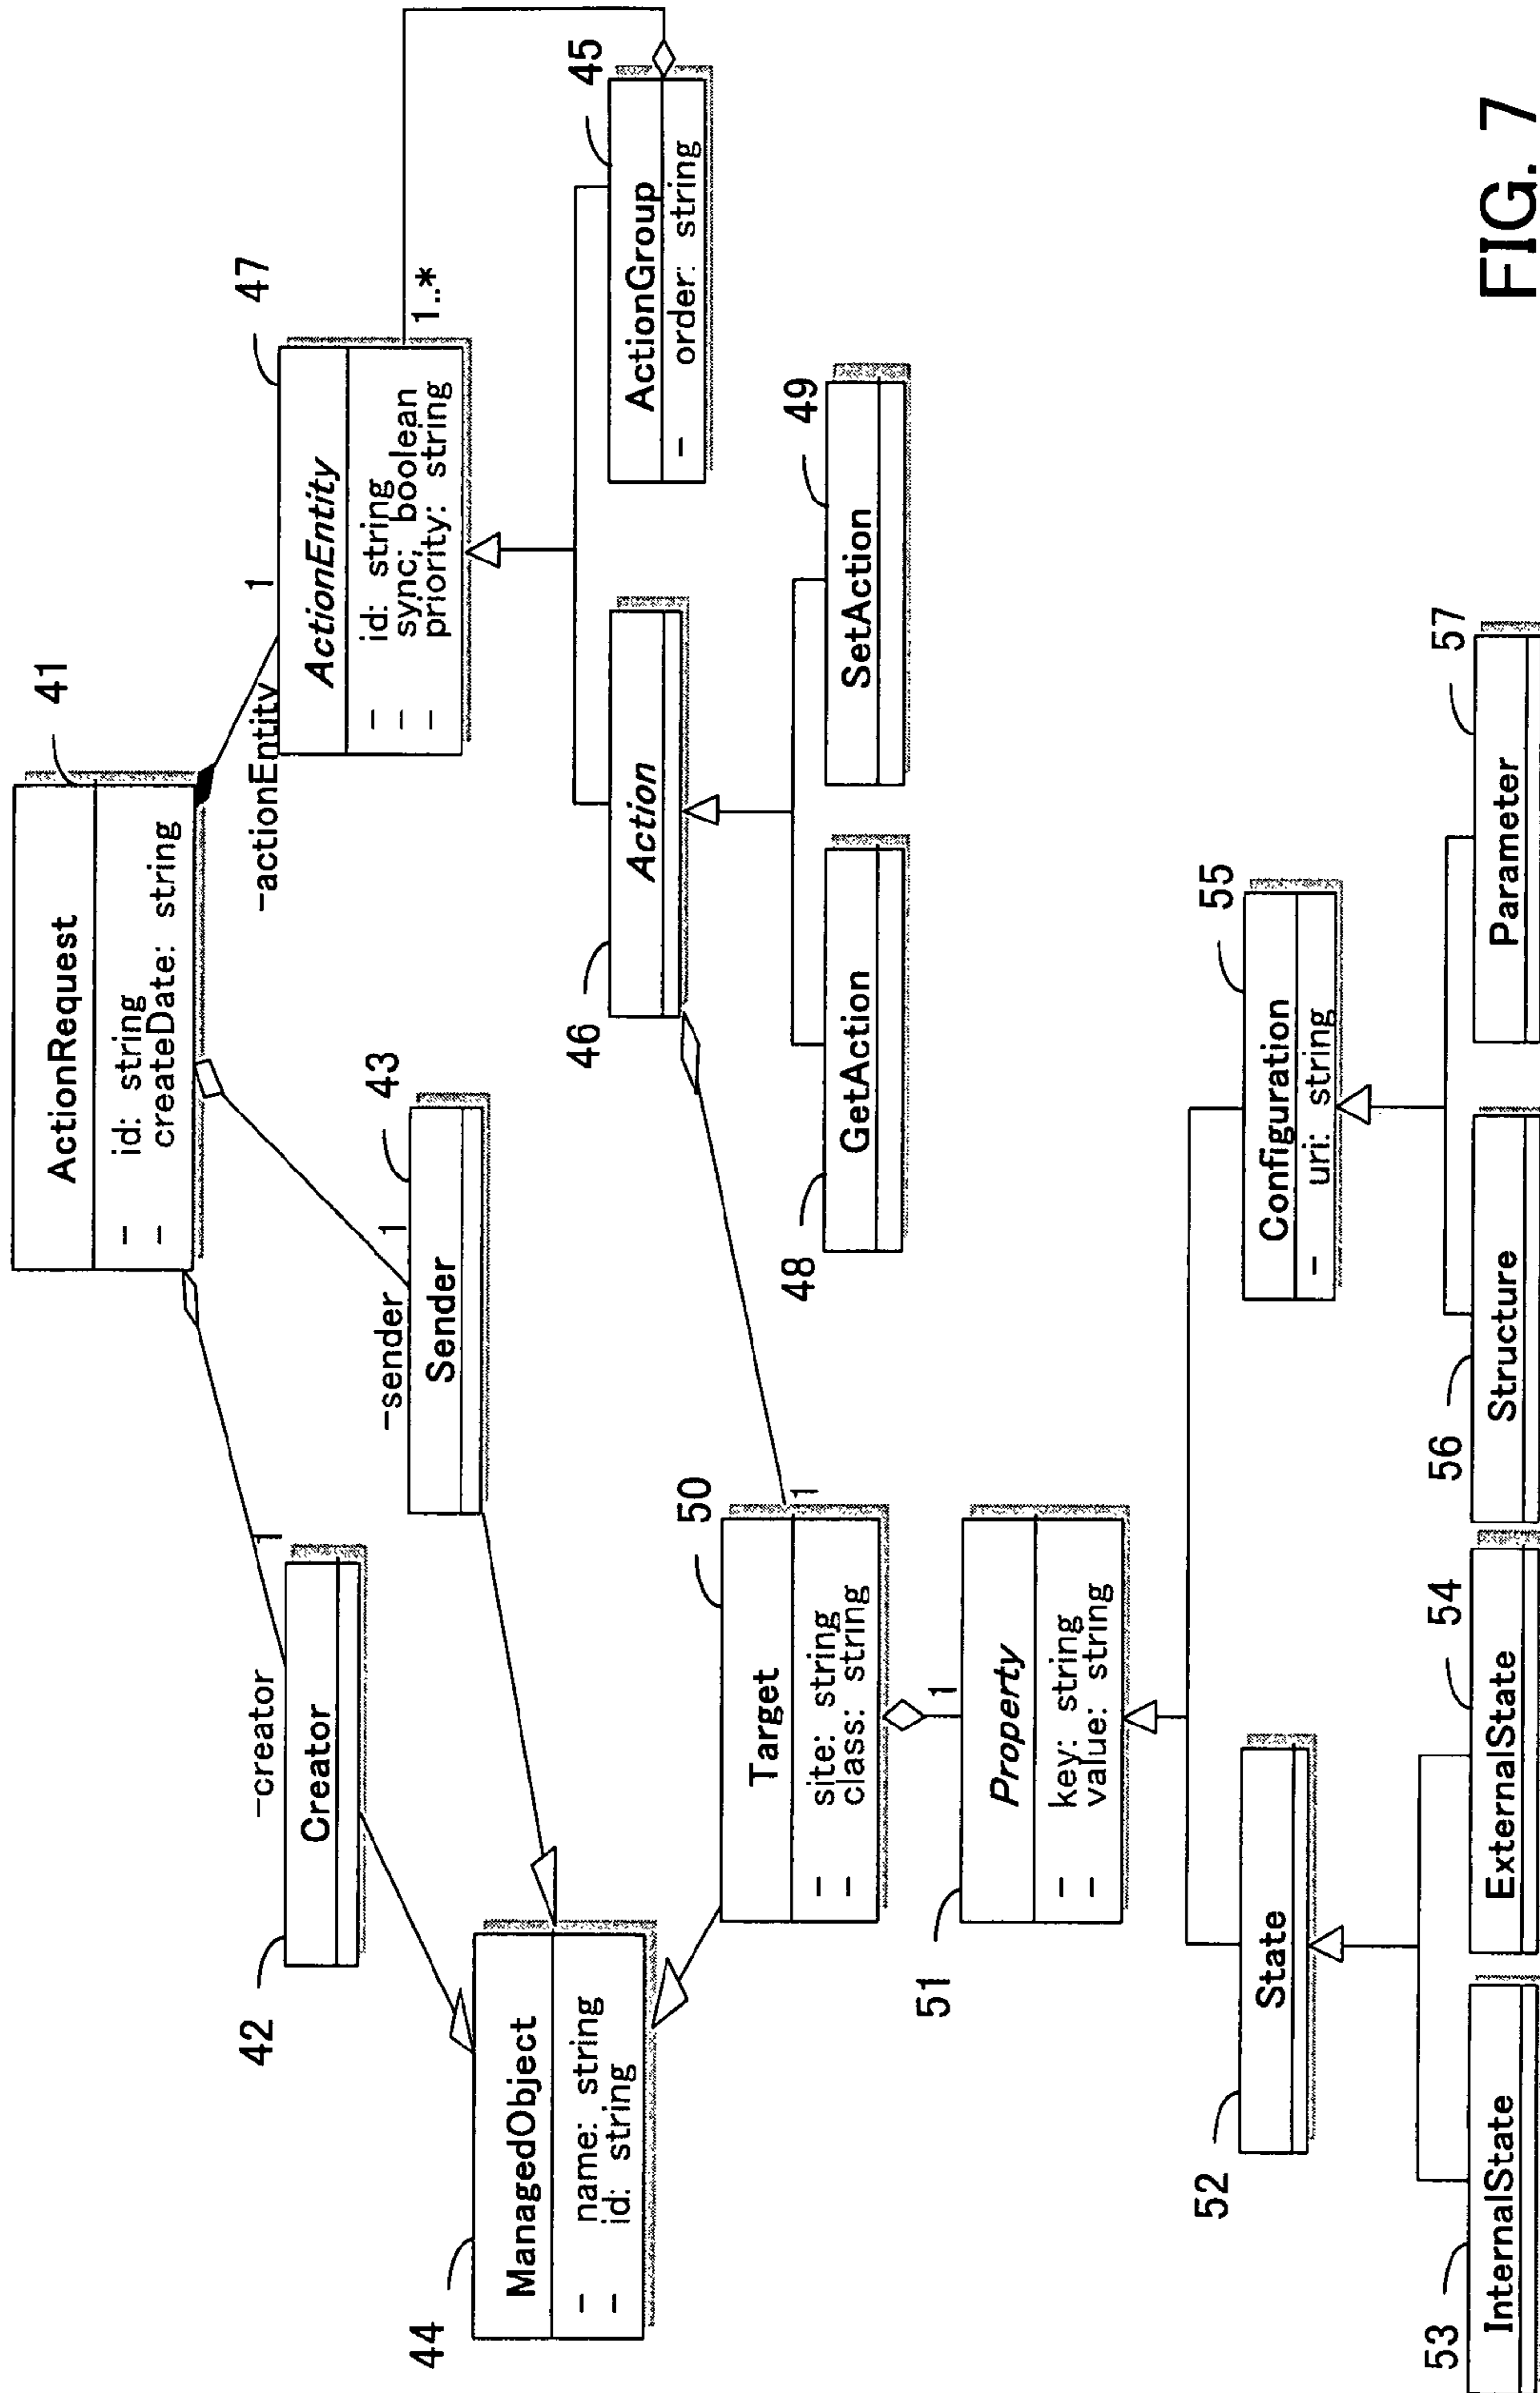 41
ActionRequest
– id: string
– createDate: string
–creator
1
42
Creator
–sender
1
43
Sender
–actionEntity
1
47
ActionEntity
– id: string
– sync: boolean
– priority: string
1..*
44
ManagedObject
– name: string
– id: string
46
Action
45
ActionGroup
– order: string
50
Target
– site: string
– class: string
1
48
GetAction
49
SetAction
1
51
Property
– key: string
– value: string
52
State
55
Configuration
– uri: string
53
InternalState
54
ExternalState
56
Structure
57
Parameter
FIG. 7